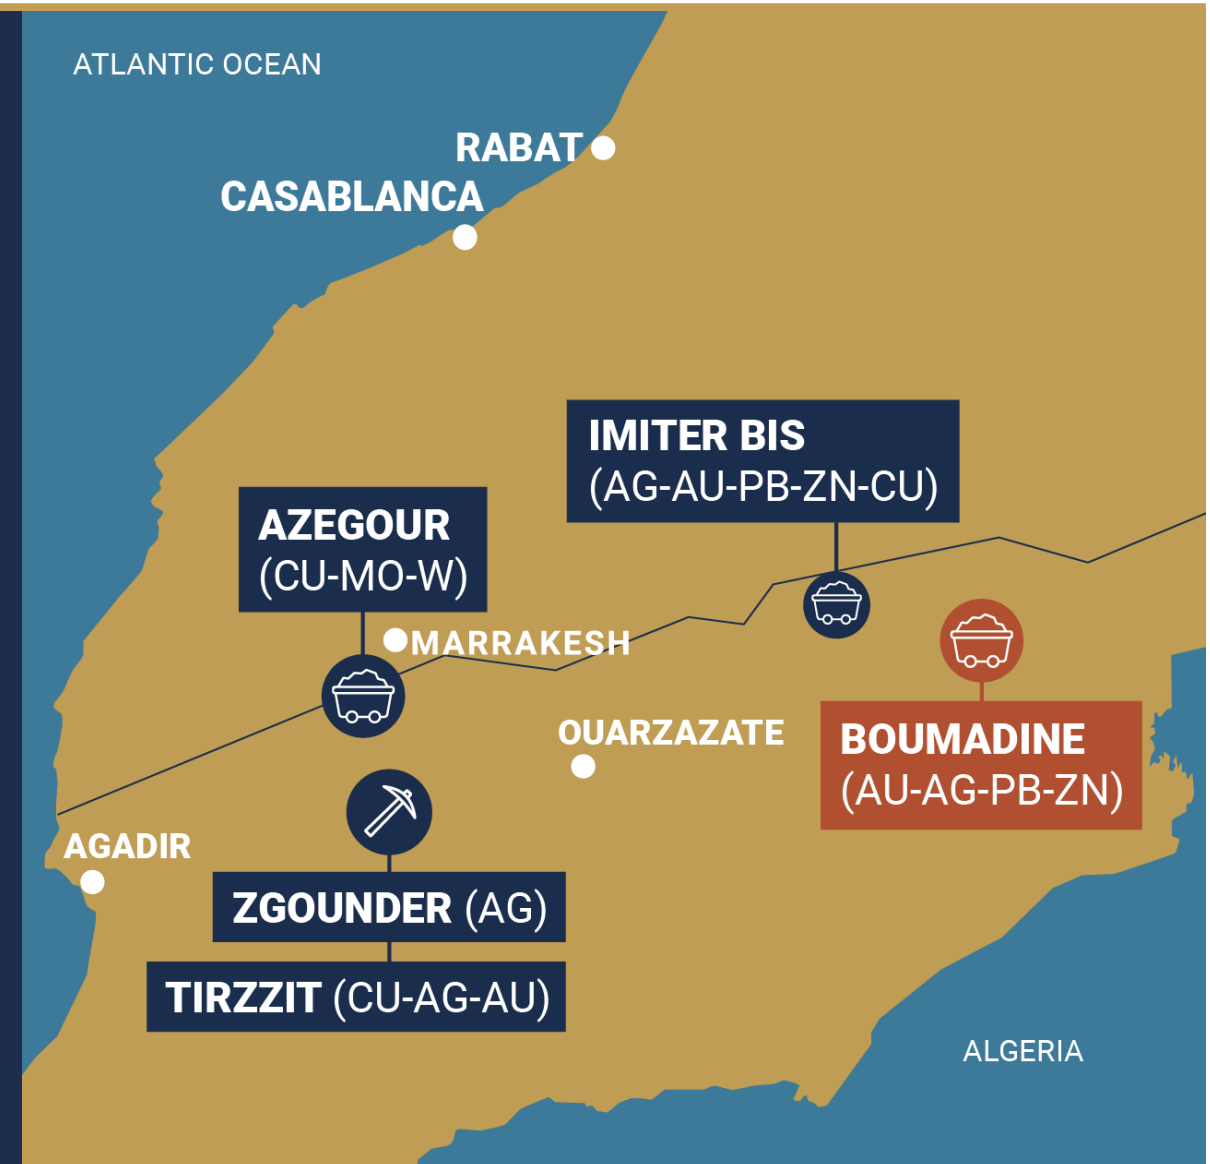 ATLANTIC OCEAN
RABAT
CASABLANCA
IMITER BIS
(AG-AU-PB-ZN-CU)
AZEGOUR
(CU-MO-W)
MARRAKESH
OUARZAZATE
BOUMADINE
(AU-AG-PB-ZN)
AGADIR
ZGOUNDER (AG)
TIRZZIT (CU-AG-AU)
ALGERIA